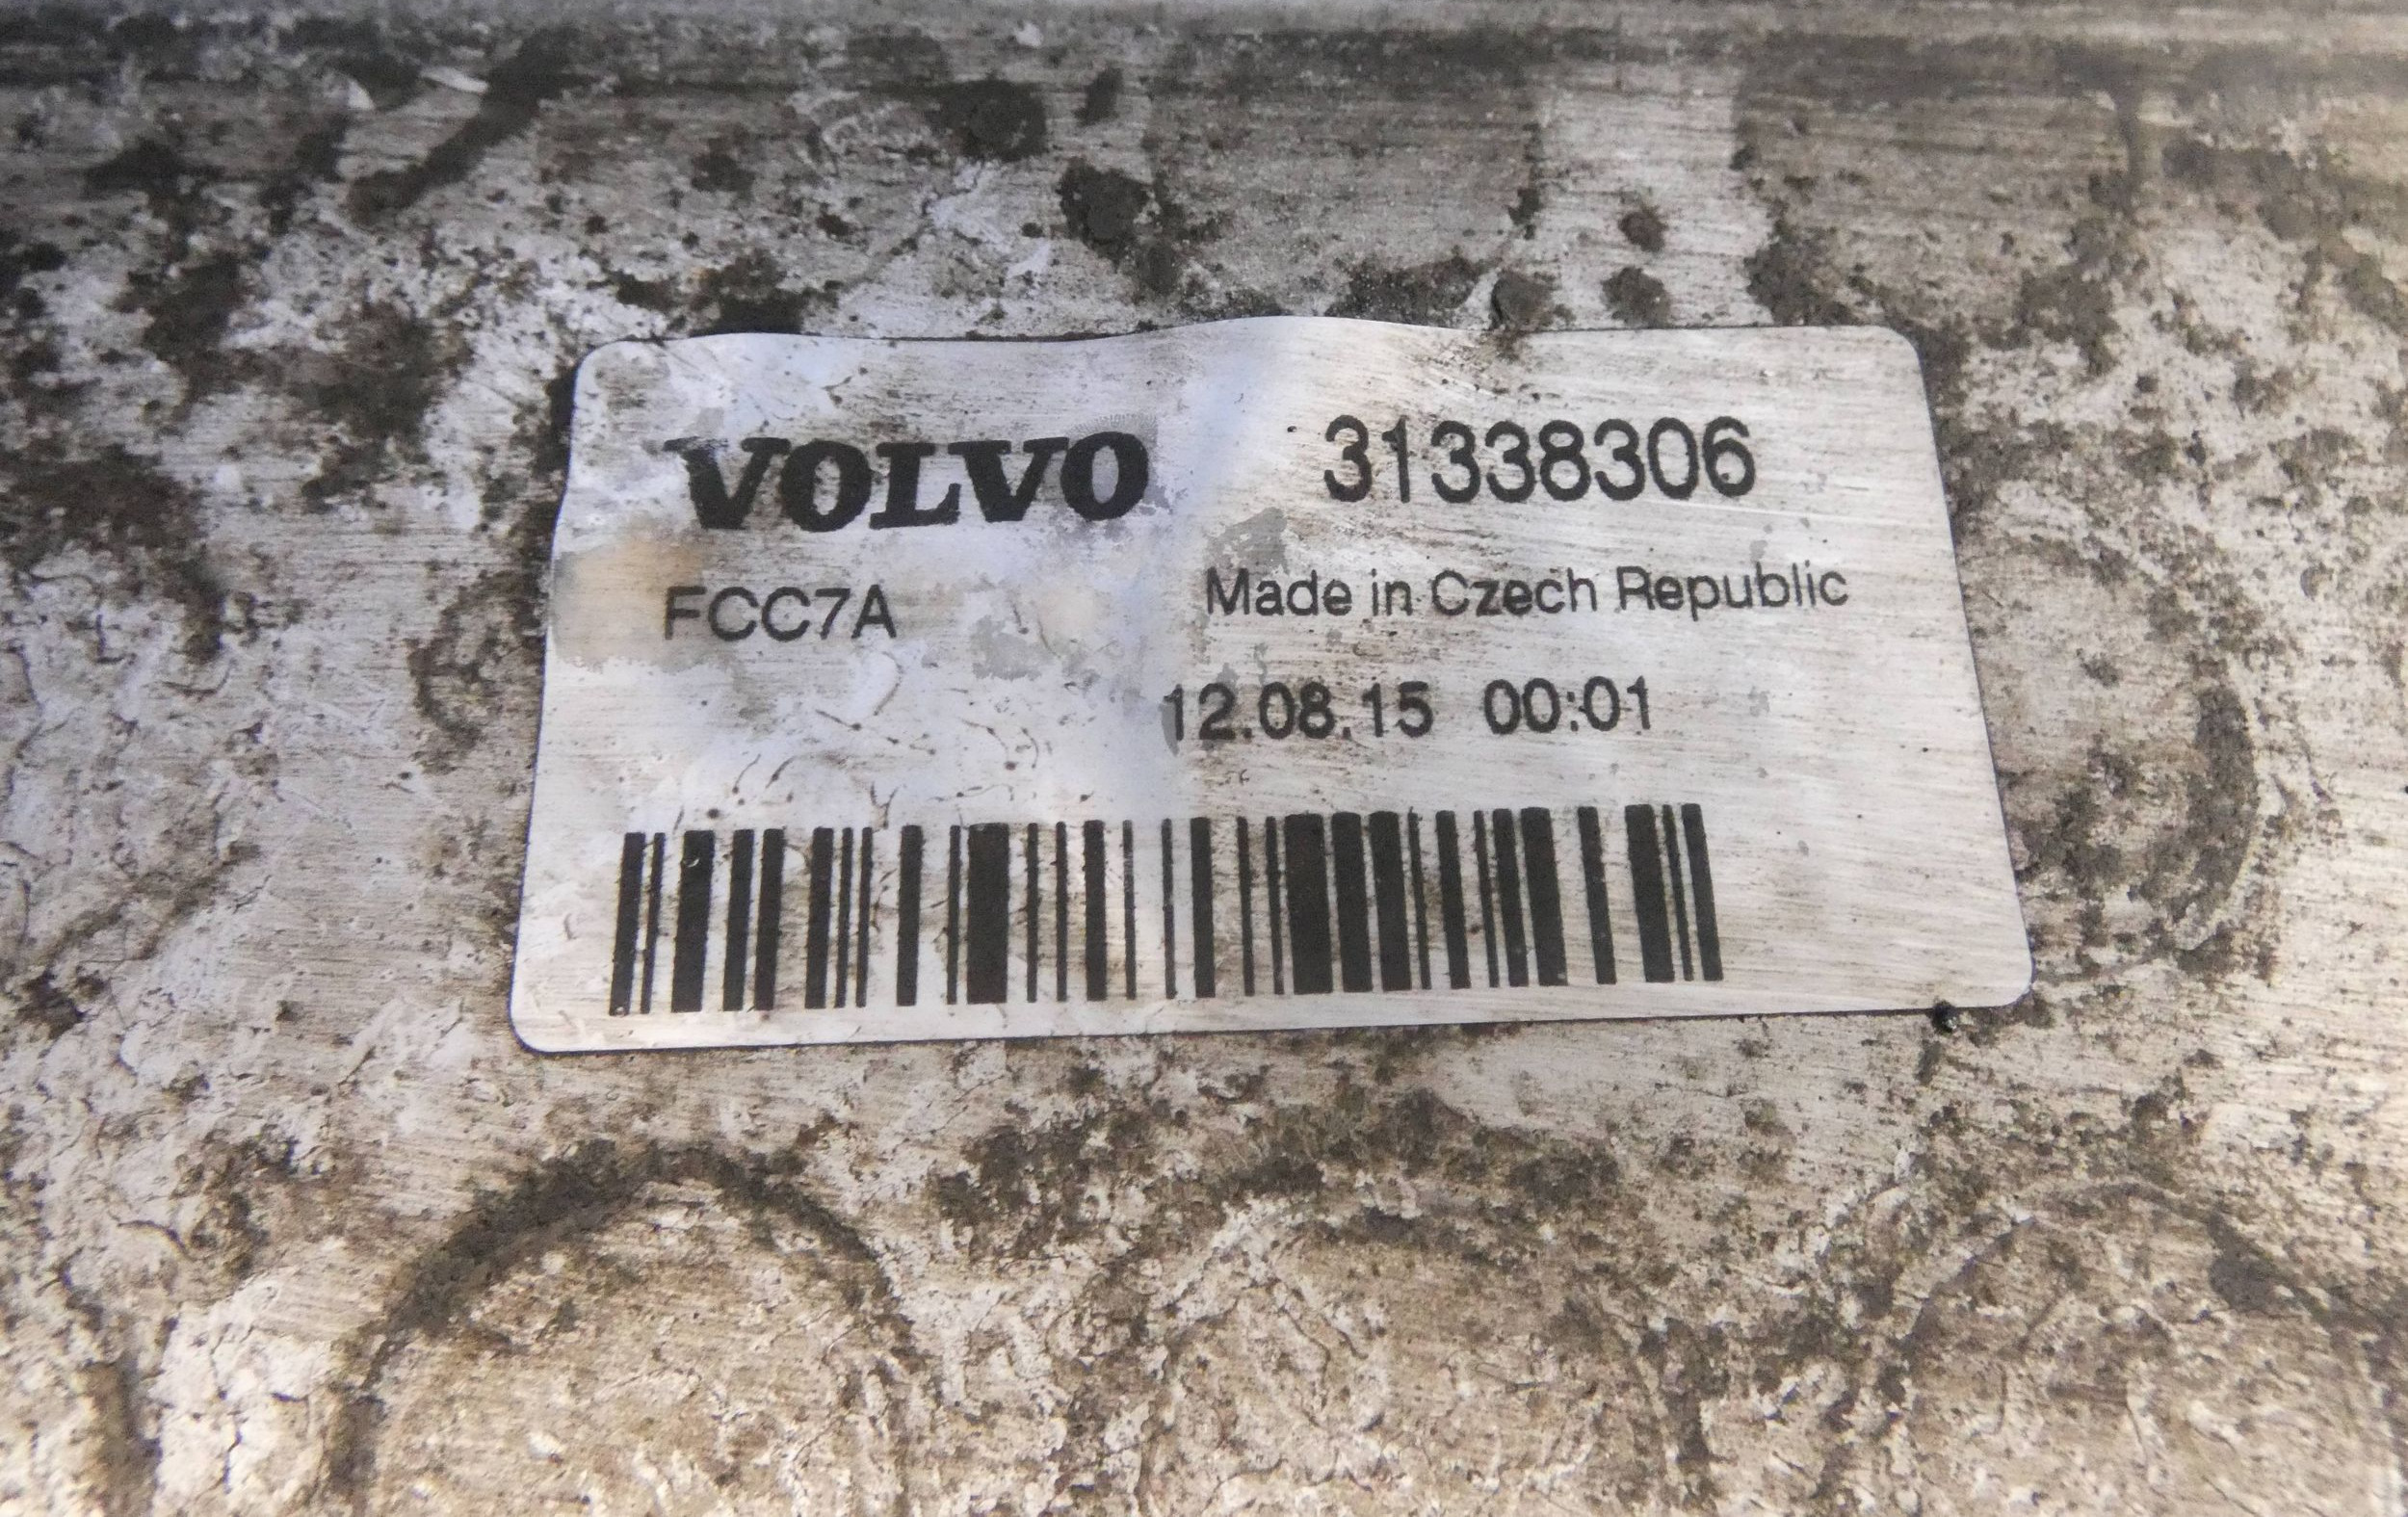 VOLVO 31338306
FCC7A Made in Czech Republic
12.08.15 00:01